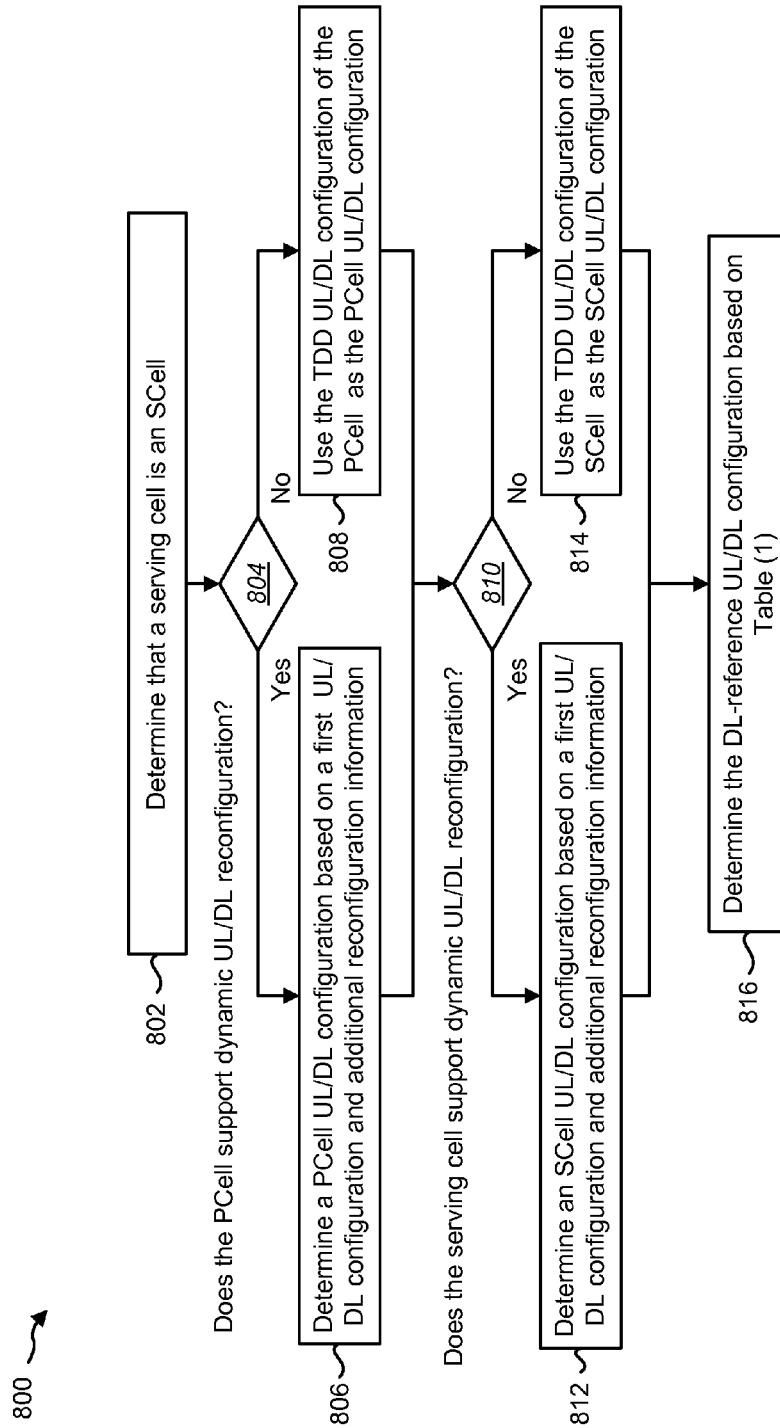 800
Determine that a serving cell is an SCell
802
Does the PCell support dynamic UL/DL reconfiguration?
804
Yes
No
Determine a PCell UL/DL configuration based on a first UL/
DL configuration and additional reconfiguration information
806
Use the TDD UL/DL configuration of the
PCell as the PCell UL/DL configuration
808
Does the serving cell support dynamic UL/DL reconfiguration?
810
Yes
No
Determine an SCell UL/DL configuration based on a first UL/
DL configuration and additional reconfiguration information
812
Use the TDD UL/DL configuration of the
SCell as the SCell UL/DL configuration
814
Determine the DL-reference UL/DL configuration based on
Table (1)
816